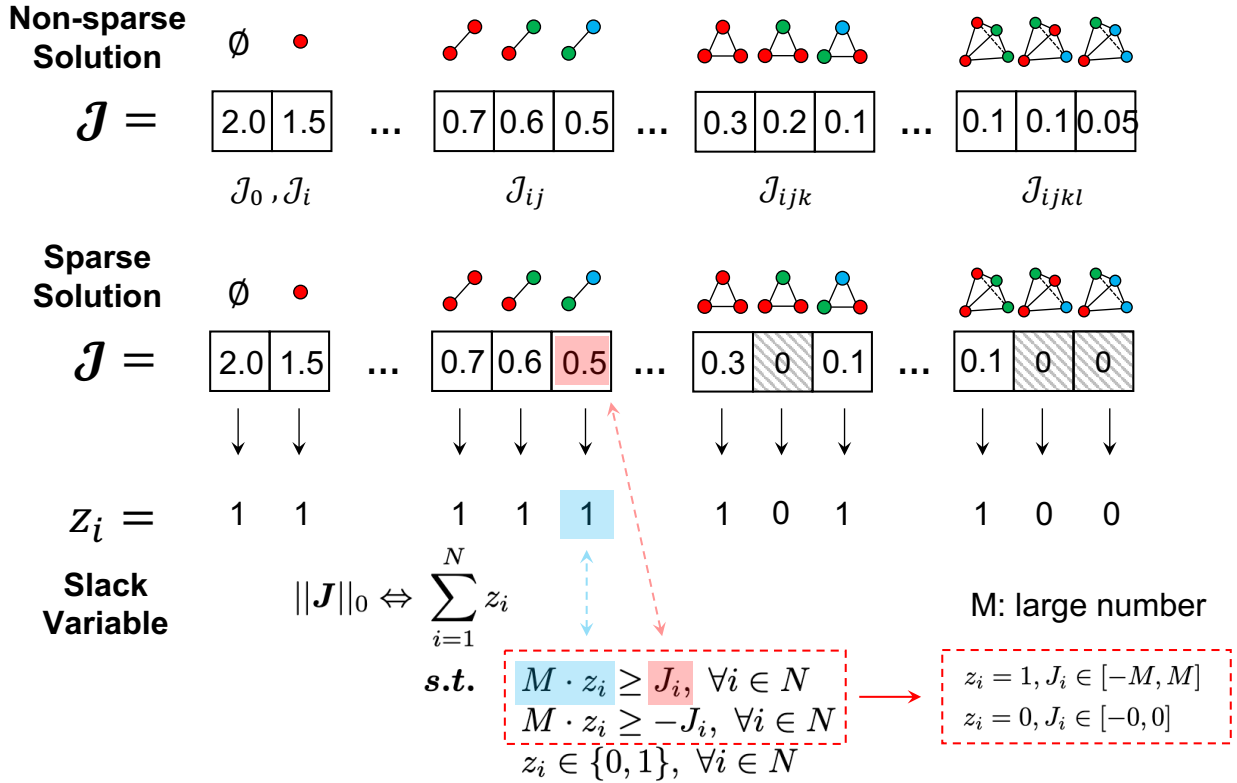 Non-sparse
Solution
∅
𝓙 =
2.0 1.5 ... 0.7 0.6 0.5 ... 0.3 0.2 0.1 ... 0.1 0.1 0.05
𝒥₀ , 𝒥ᵢ 𝒥ᵢⱼ 𝒥ᵢⱼₖ 𝒥ᵢⱼₖₗ
Sparse
Solution
∅
𝓙 =
2.0 1.5 ... 0.7 0.6 0.5 ... 0.3 0 0.1 ... 0.1 0 0
zᵢ =
1 1 1 1 1 1 0 1 1 0 0
Slack
Variable
||J||₀ ⇔ ∑_{i=1}^{N} zᵢ
M: large number
s.t.
M · zᵢ ≥ Jᵢ, ∀i ∈ N
M · zᵢ ≥ −Jᵢ, ∀i ∈ N
zᵢ ∈ {0, 1}, ∀i ∈ N
zᵢ = 1, Jᵢ ∈ [−M, M]
zᵢ = 0, Jᵢ ∈ [−0, 0]